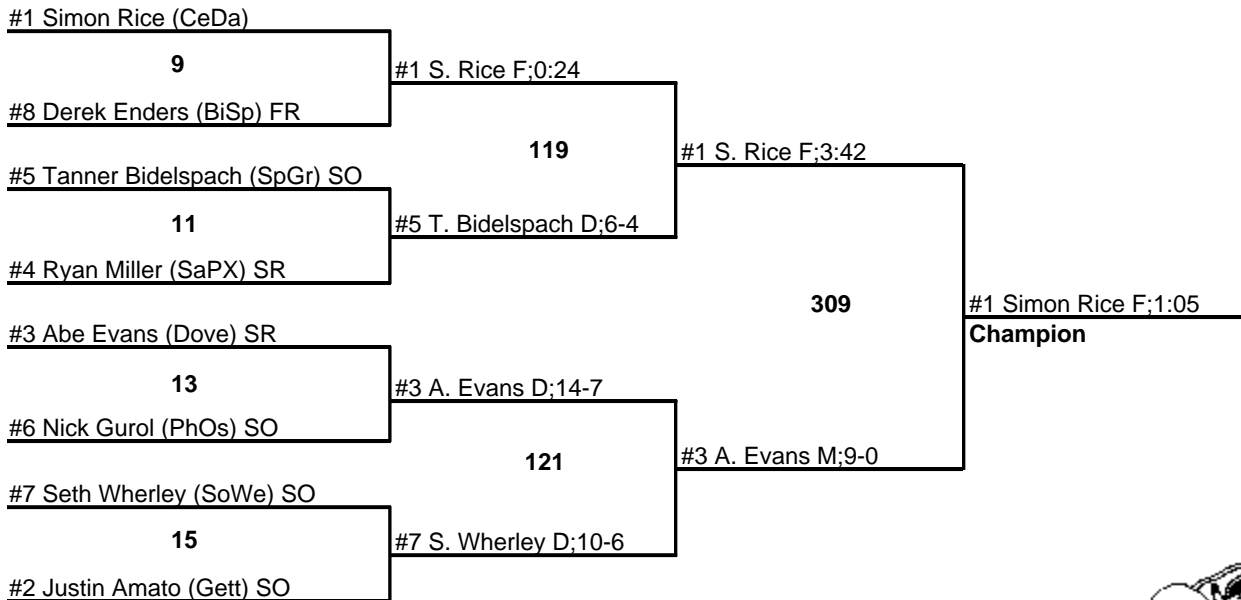 #1 Simon Rice (CeDa)
9
#1 S. Rice F;0:24
#8 Derek Enders (BiSp) FR
119
#1 S. Rice F;3:42
#5 Tanner Bidelspach (SpGr) SO
11
#5 T. Bidelspach D;6-4
#4 Ryan Miller (SaPX) SR
309
#1 Simon Rice F;1:05
Champion
#3 Abe Evans (Dove) SR
13
#3 A. Evans D;14-7
#6 Nick Gurol (PhOs) SO
121
#3 A. Evans M;9-0
#7 Seth Wherley (SoWe) SO
15
#7 S. Wherley D;10-6
#2 Justin Amato (Gett) SO